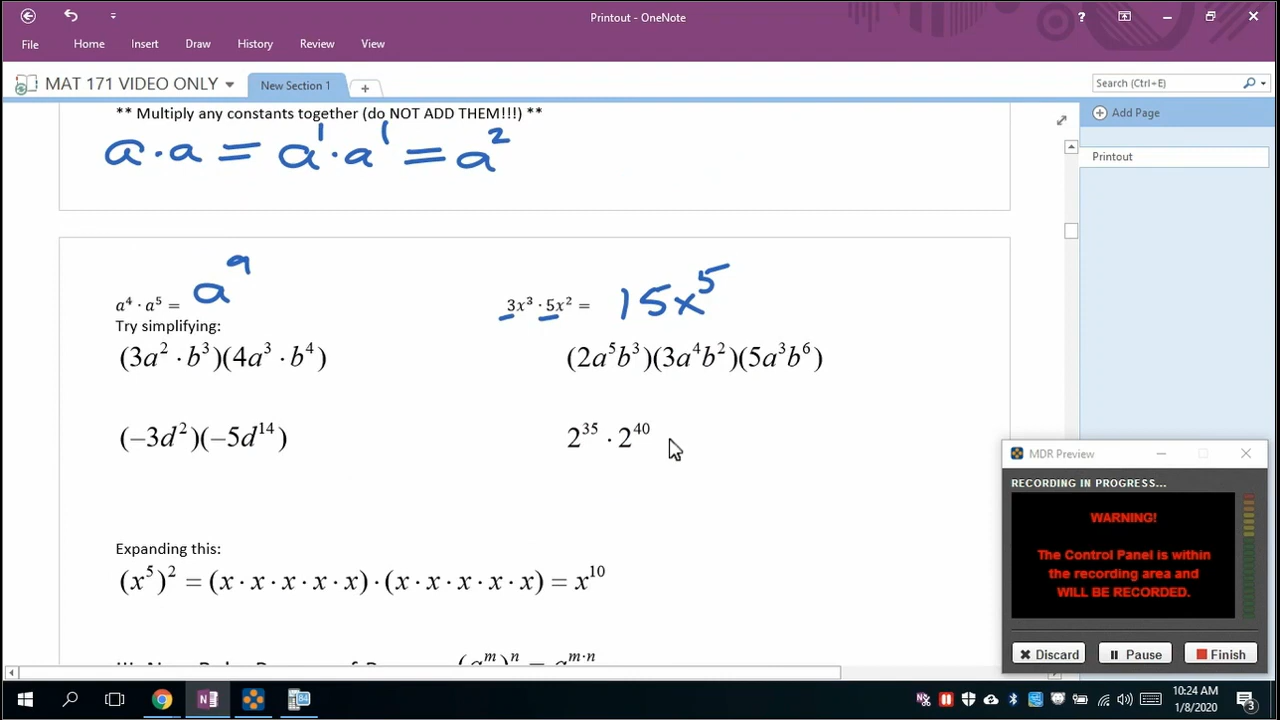 Printout - OneNote
?
File Home Insert Draw History Review View
MAT 171 VIDEO ONLY New Section 1 +
Search (Ctrl+E)
** Multiply any constants together (do NOT ADD THEM!!!) **
Add Page
a · a = a¹ · a¹ = a²
Printout
a⁴ · a⁵ = a⁹ 3x³ · 5x² = 15x⁵
Try simplifying:
(3a² · b³)(4a³ · b⁴) (2a⁵b³)(3a⁴b²)(5a³b⁶)
(–3d²)(–5d¹⁴) 2³⁵ · 2⁴⁰
MDR Preview
RECORDING IN PROGRESS...
WARNING!
The Control Panel is within
the recording area and
WILL BE RECORDED.
Discard Pause Finish
Expanding this:
(x⁵)² = (x · x · x · x · x) · (x · x · x · x · x) = x¹⁰
(aᵐ)ⁿ = aᵐ·ⁿ
84
10:24 AM
1/8/2020
3